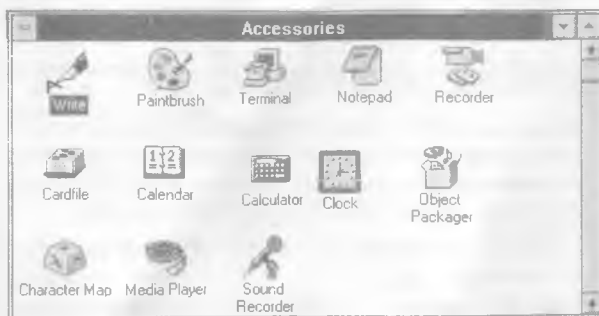 Accessories
Write Paintbrush Terminal Notepad Recorder
Cardfile Calendar Calculator Clock Object Packager
Character Map Media Player Sound Recorder